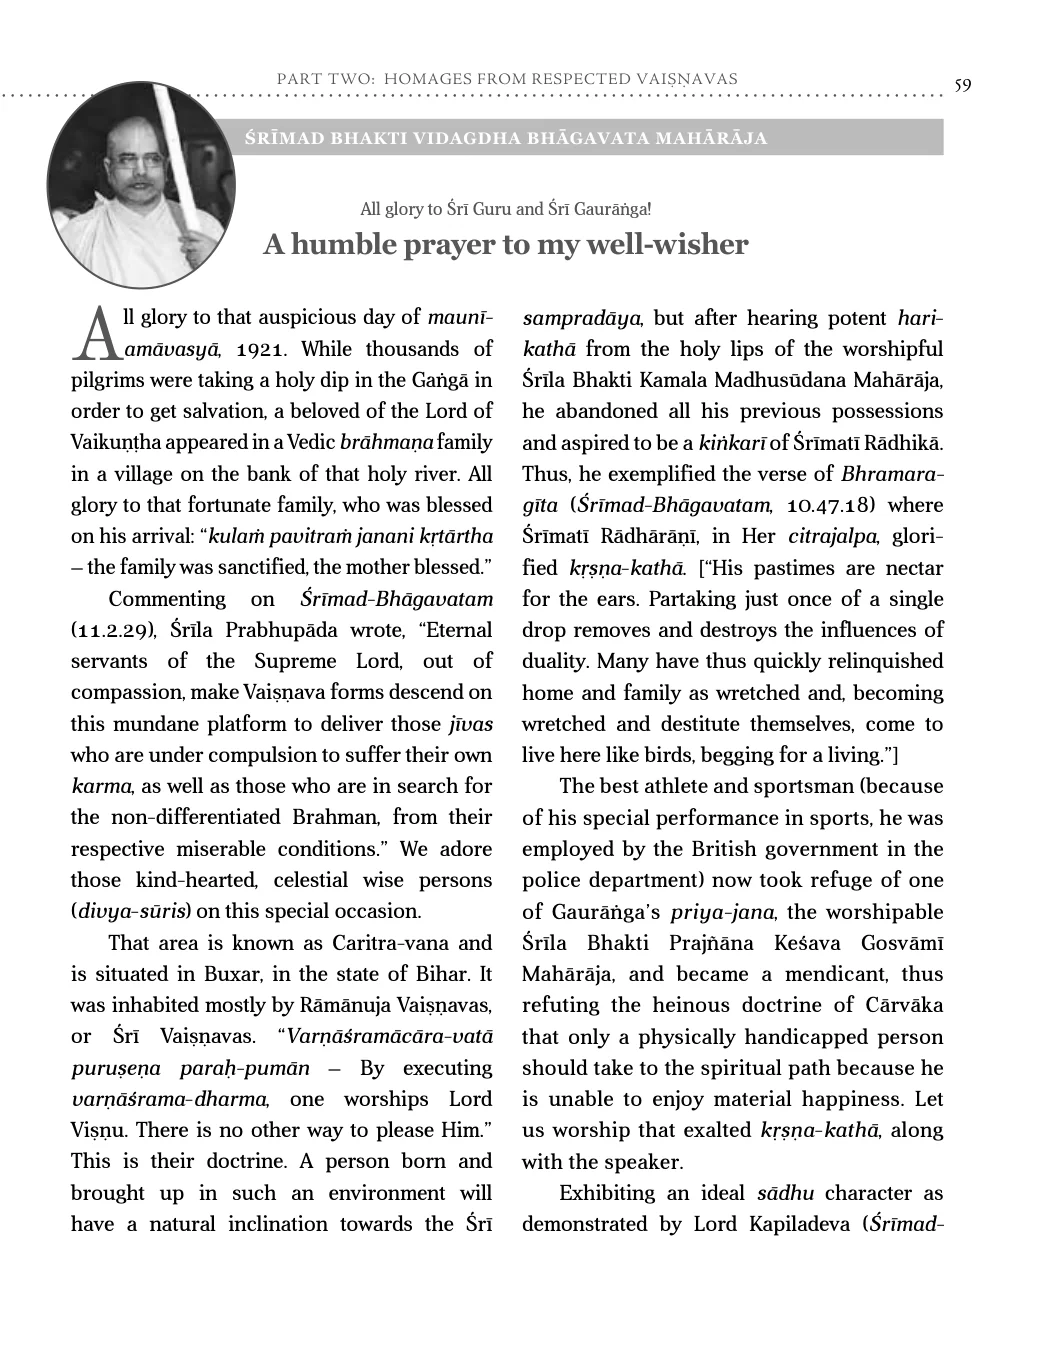 PART TWO: HOMAGES FROM RESPECTED VAIṢṆAVAS
59
ŚRĪMAD BHAKTI VIDAGDHA BHĀGAVATA MAHĀRĀJA
All glory to Śrī Guru and Śrī Gaurāṅga!
A humble prayer to my well-wisher
All glory to that auspicious day of maunī-
amāvasyā, 1921. While thousands of
pilgrims were taking a holy dip in the Gaṅgā in
order to get salvation, a beloved of the Lord of
Vaikuṇṭha appeared in a Vedic brāhmaṇa family
in a village on the bank of that holy river. All
glory to that fortunate family, who was blessed
on his arrival: “kulaṁ pavitraṁ janani kṛtārtha
– the family was sanctified, the mother blessed.”
Commenting on Śrīmad-Bhāgavatam
(11.2.29), Śrīla Prabhupāda wrote, “Eternal
servants of the Supreme Lord, out of
compassion, make Vaiṣṇava forms descend on
this mundane platform to deliver those jīvas
who are under compulsion to suffer their own
karma, as well as those who are in search for
the non-differentiated Brahman, from their
respective miserable conditions.” We adore
those kind-hearted, celestial wise persons
(divya-sūris) on this special occasion.
That area is known as Caritra-vana and
is situated in Buxar, in the state of Bihar. It
was inhabited mostly by Rāmānuja Vaiṣṇavas,
or Śrī Vaiṣṇavas. “Varṇāśramācāra-vatā
puruṣeṇa paraḥ-pumān – By executing
varṇāśrama-dharma, one worships Lord
Viṣṇu. There is no other way to please Him.”
This is their doctrine. A person born and
brought up in such an environment will
have a natural inclination towards the Śrī
sampradāya, but after hearing potent hari-
kathā from the holy lips of the worshipful
Śrīla Bhakti Kamala Madhusūdana Mahārāja,
he abandoned all his previous possessions
and aspired to be a kiṅkarī of Śrīmatī Rādhikā.
Thus, he exemplified the verse of Bhramara-
gīta (Śrīmad-Bhāgavatam, 10.47.18) where
Śrīmatī Rādhārāṇī, in Her citrajalpa, glori-
fied kṛṣṇa-kathā. [“His pastimes are nectar
for the ears. Partaking just once of a single
drop removes and destroys the influences of
duality. Many have thus quickly relinquished
home and family as wretched and, becoming
wretched and destitute themselves, come to
live here like birds, begging for a living.”]
The best athlete and sportsman (because
of his special performance in sports, he was
employed by the British government in the
police department) now took refuge of one
of Gaurāṅga’s priya-jana, the worshipable
Śrīla Bhakti Prajñāna Keśava Gosvāmī
Mahārāja, and became a mendicant, thus
refuting the heinous doctrine of Cārvāka
that only a physically handicapped person
should take to the spiritual path because he
is unable to enjoy material happiness. Let
us worship that exalted kṛṣṇa-kathā, along
with the speaker.
Exhibiting an ideal sādhu character as
demonstrated by Lord Kapiladeva (Śrīmad-